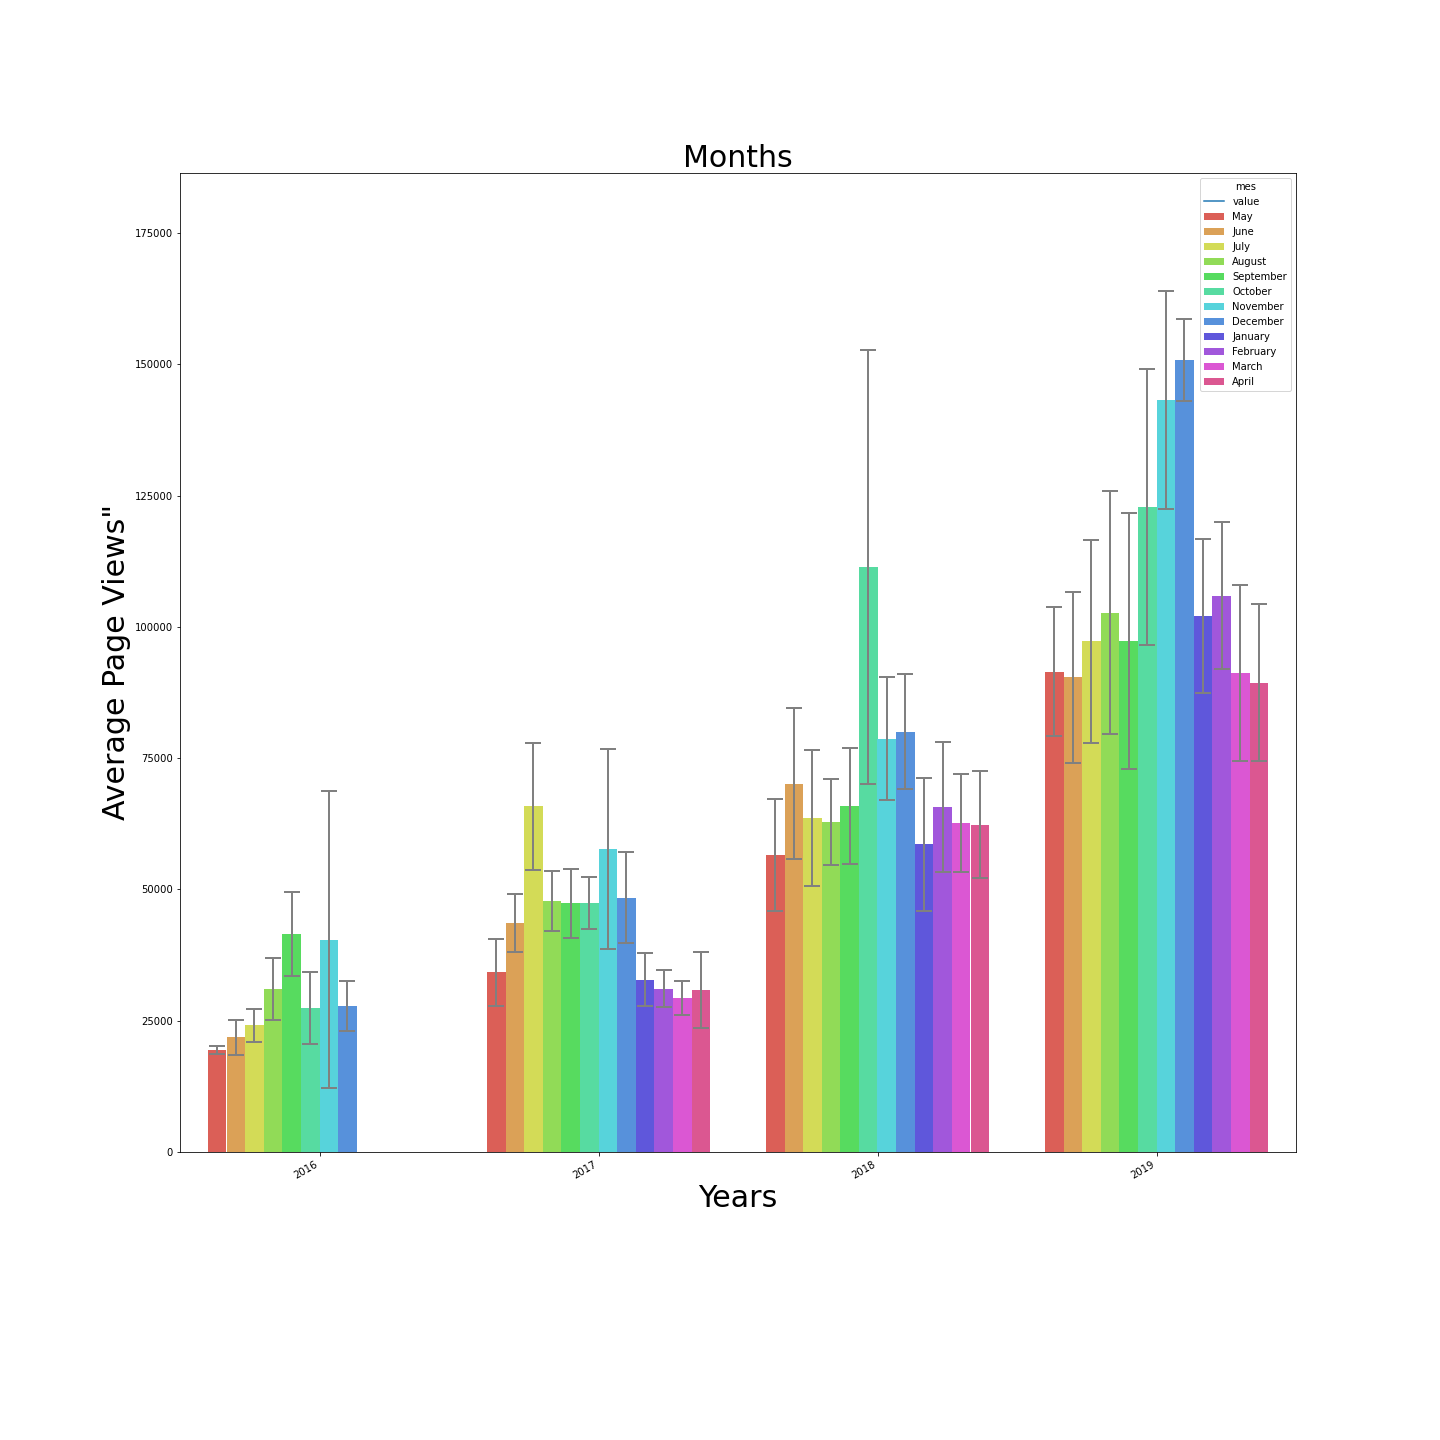 Months
mes
value
May
June
July
August
September
October
November
December
January
February
March
April
175000
150000
125000
100000
75000
50000
25000
0
Average Page Views"
2016
2017
2018
2019
Years